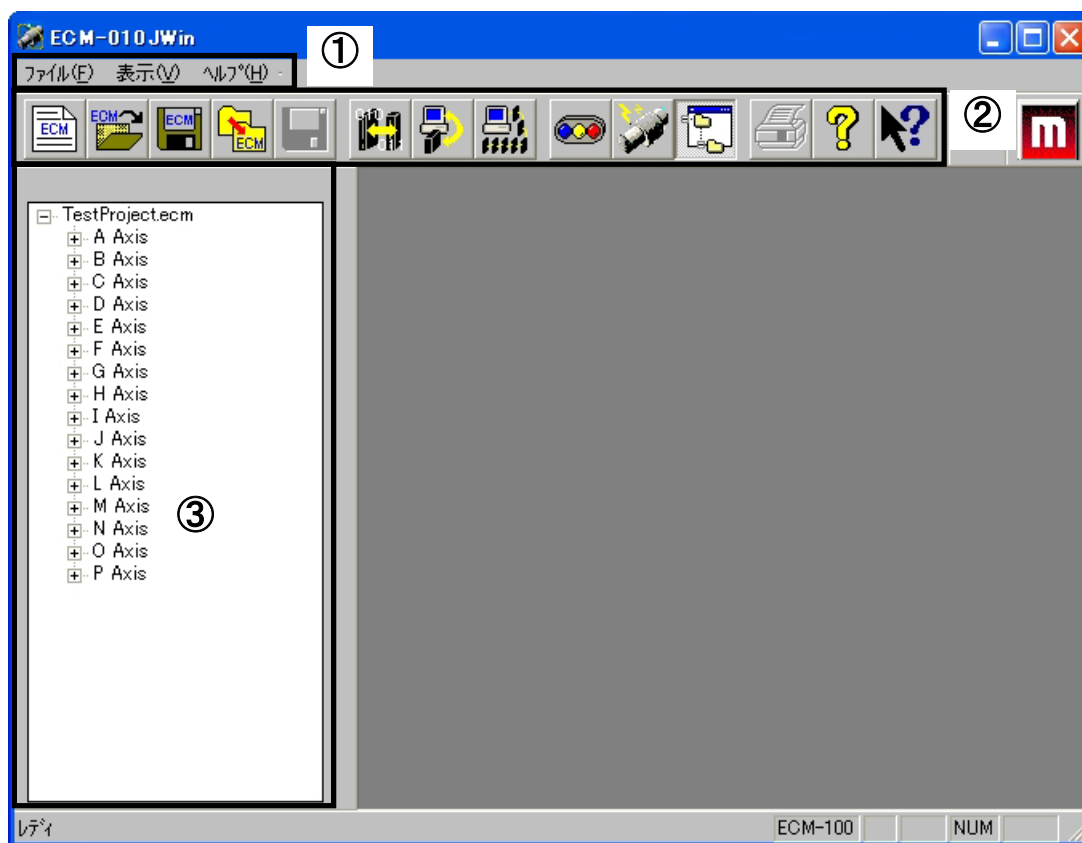 ECM-010JWin
①
ﾌｧｲﾙ(F) 表示(V) ﾍﾙﾌﾟ(H)
ECM ECM ECM ECM ? ?
②
m
TestProject.ecm
A Axis
B Axis
C Axis
D Axis
E Axis
F Axis
G Axis
H Axis
I Axis
J Axis
K Axis
L Axis
M Axis
N Axis
O Axis
P Axis
③
ﾚﾃﾞｨ ECM-100 NUM